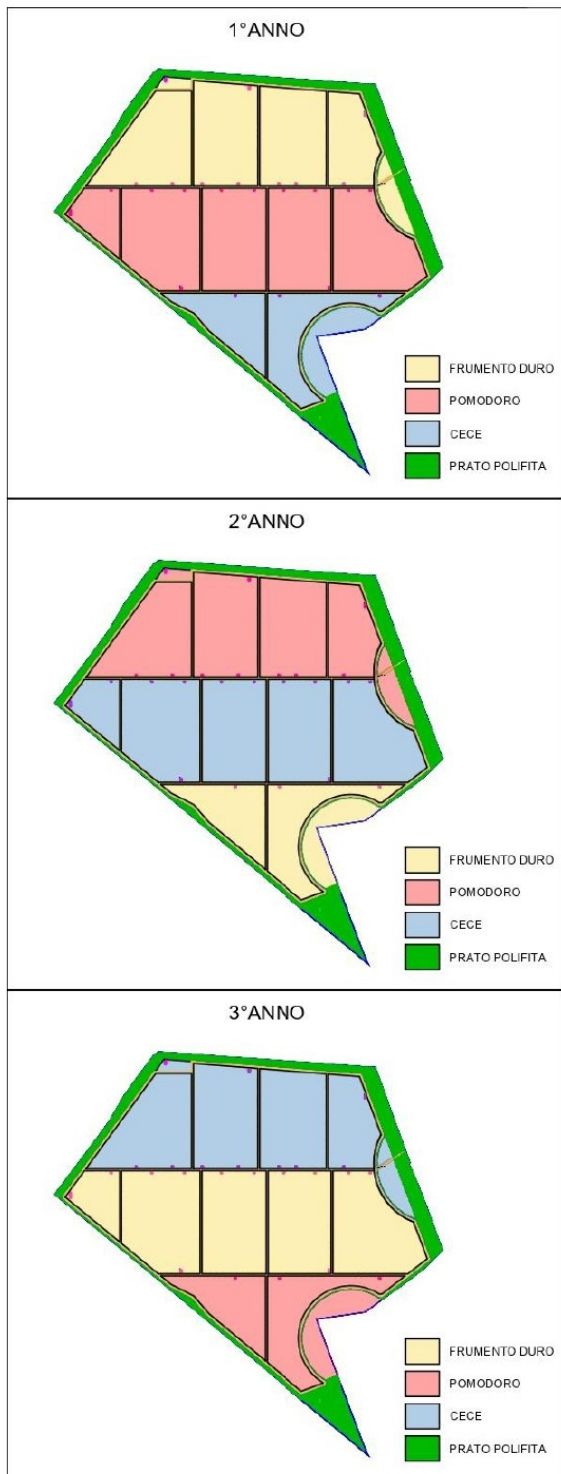 1°ANNO
FRUMENTO DURO
POMODORO
CECE
PRATO POLIFITA
2°ANNO
FRUMENTO DURO
POMODORO
CECE
PRATO POLIFITA
3°ANNO
FRUMENTO DURO
POMODORO
CECE
PRATO POLIFITA